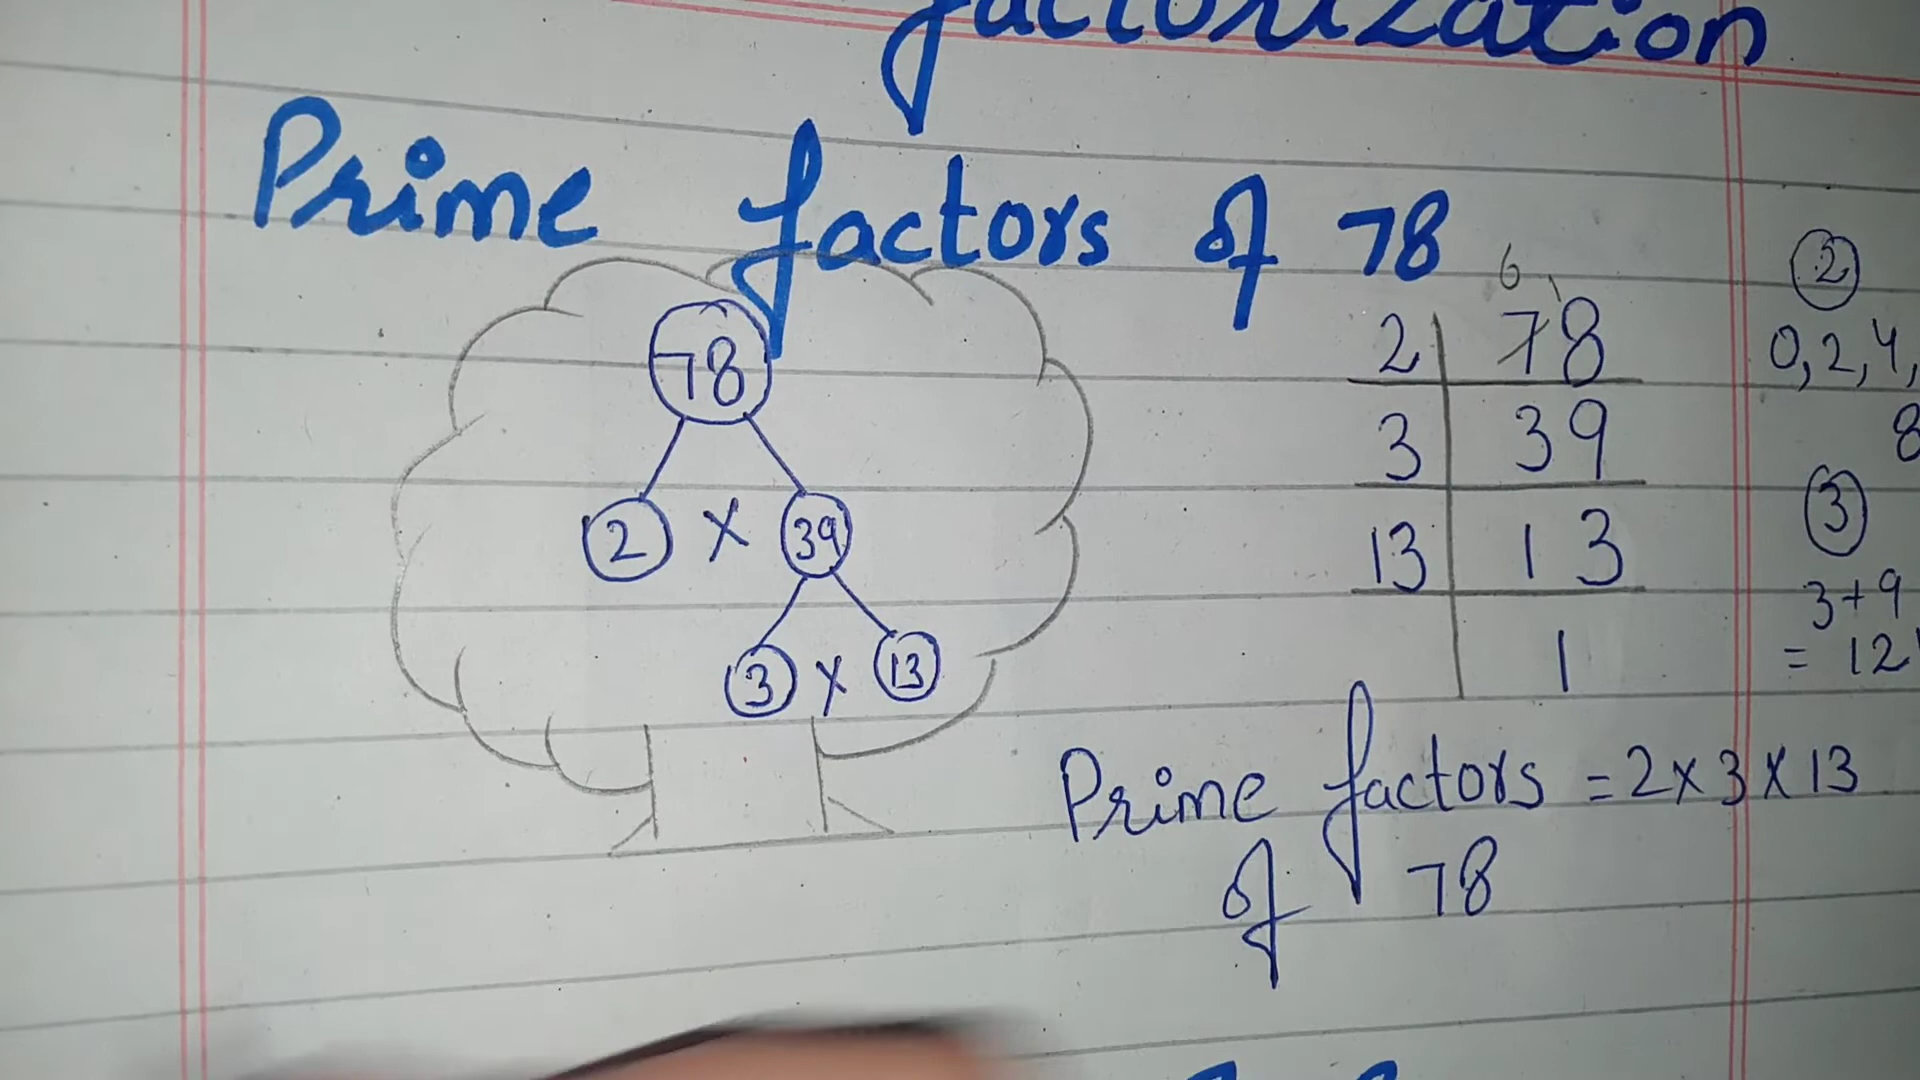 factorization
Prime factors of 78
78
2 X 39
3 x 13
6 1
2 78
3 39
13 13
1
2
0, 2, 4,
8
3
3+9
= 12
Prime factors = 2 x 3 x 13
of 78